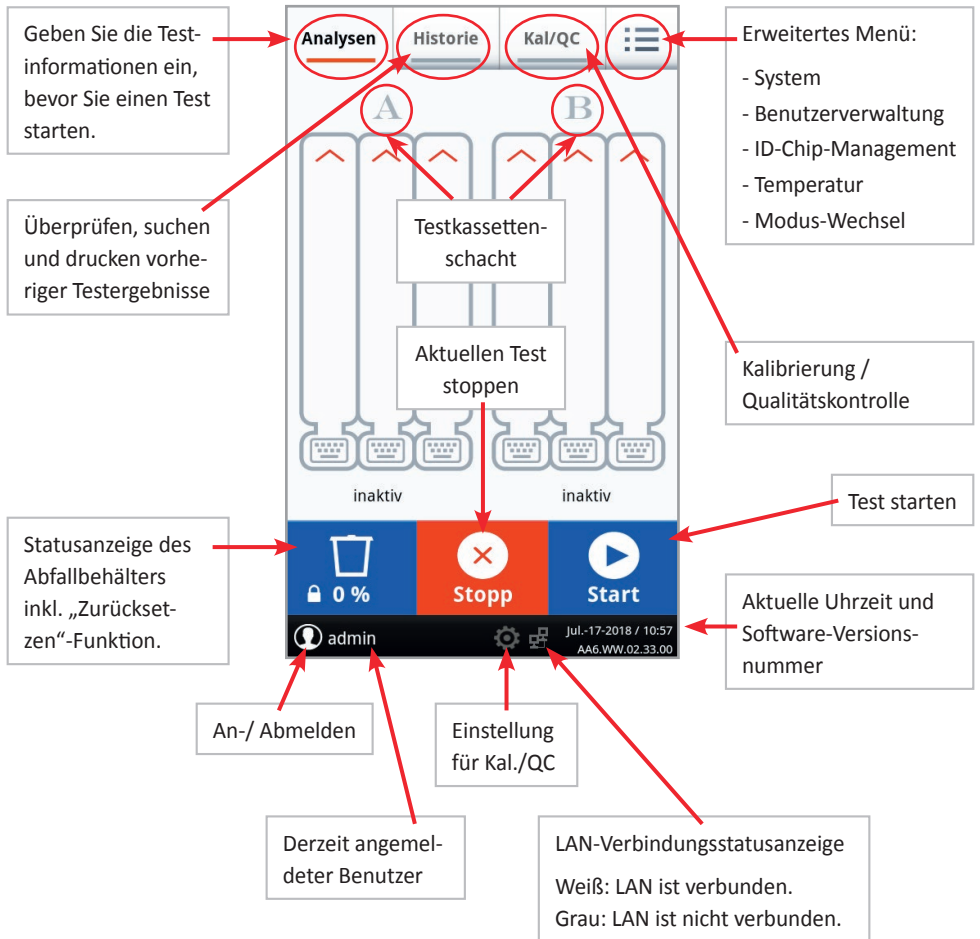 Geben Sie die Test-
informationen ein,
bevor Sie einen Test
starten.
Analysen
Historie
Kal/QC
Erweitertes Menü:
- System
- Benutzerverwaltung
- ID-Chip-Management
- Temperatur
- Modus-Wechsel
A
B
Überprüfen, suchen
und drucken vorhe-
riger Testergebnisse
Testkassetten-
schacht
Aktuellen Test
stoppen
Kalibrierung /
Qualitätskontrolle
inaktiv
inaktiv
Test starten
Statusanzeige des
Abfallbehälters
inkl. „Zurückset-
zen“-Funktion.
0 %
Stopp
Start
Aktuelle Uhrzeit und
Software-Versions-
nummer
admin
Jul.-17-2018 / 10:57
AA6.WW.02.33.00
An-/ Abmelden
Einstellung
für Kal./QC
Derzeit angemel-
deter Benutzer
LAN-Verbindungsstatusanzeige
Weiß: LAN ist verbunden.
Grau: LAN ist nicht verbunden.